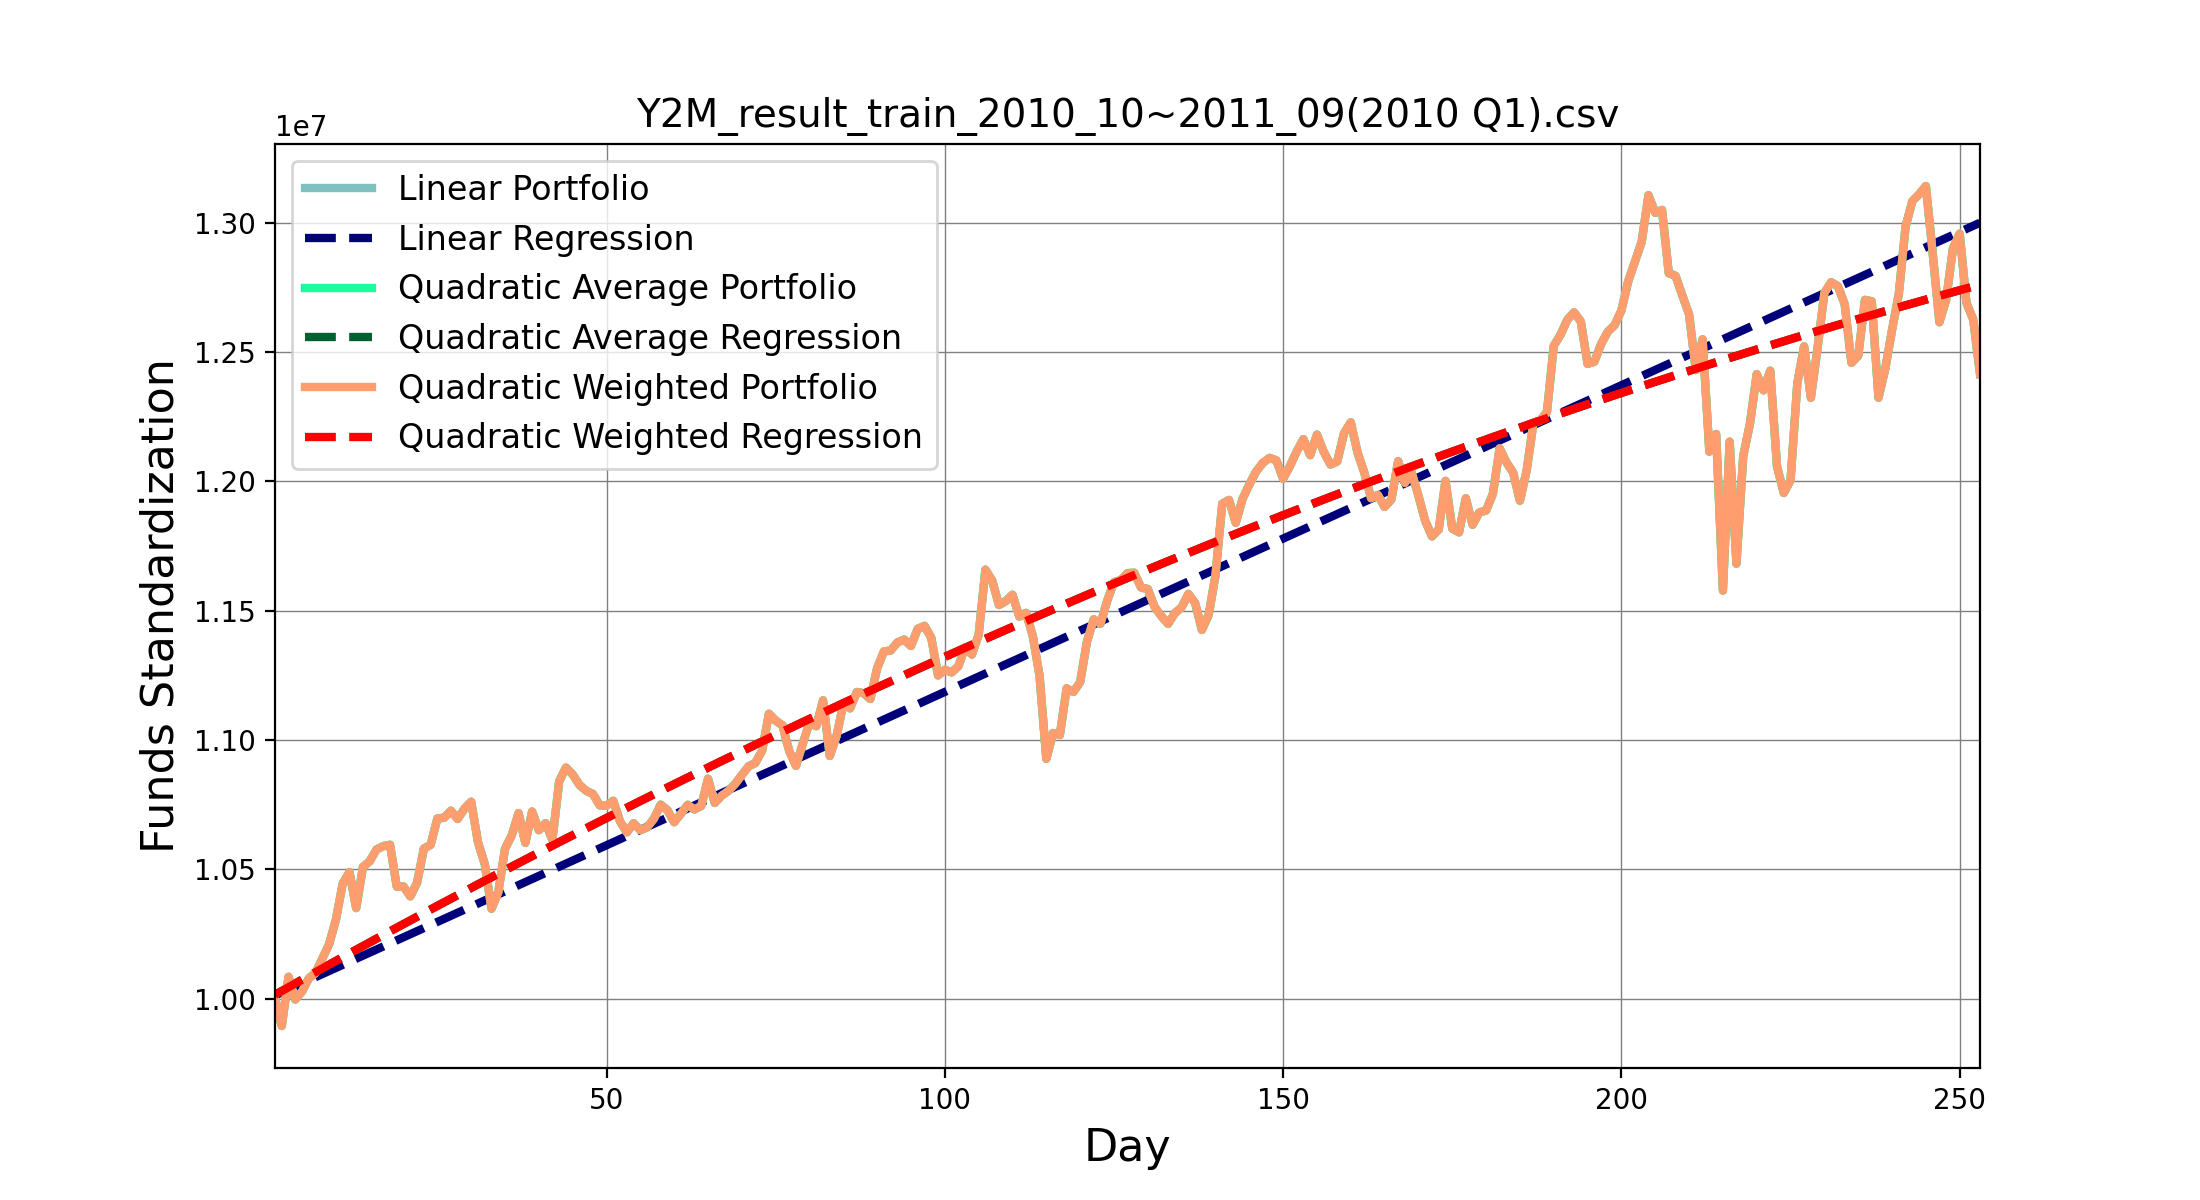 Y2M_result_train_2010_10~2011_09(2010 Q1).csv
1e7
Linear Portfolio
Linear Regression
Quadratic Average Portfolio
Quadratic Average Regression
Quadratic Weighted Portfolio
Quadratic Weighted Regression
1.30
1.25
1.20
1.15
1.10
1.05
1.00
Funds Standardization
50 100 150 200 250
Day